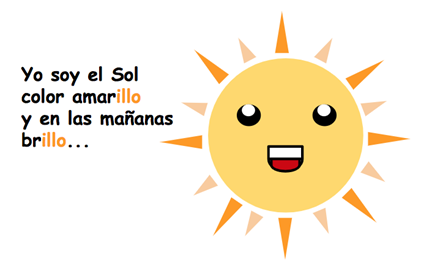 Yo soy el Sol
color amarillo
y en las mañanas
brillo...